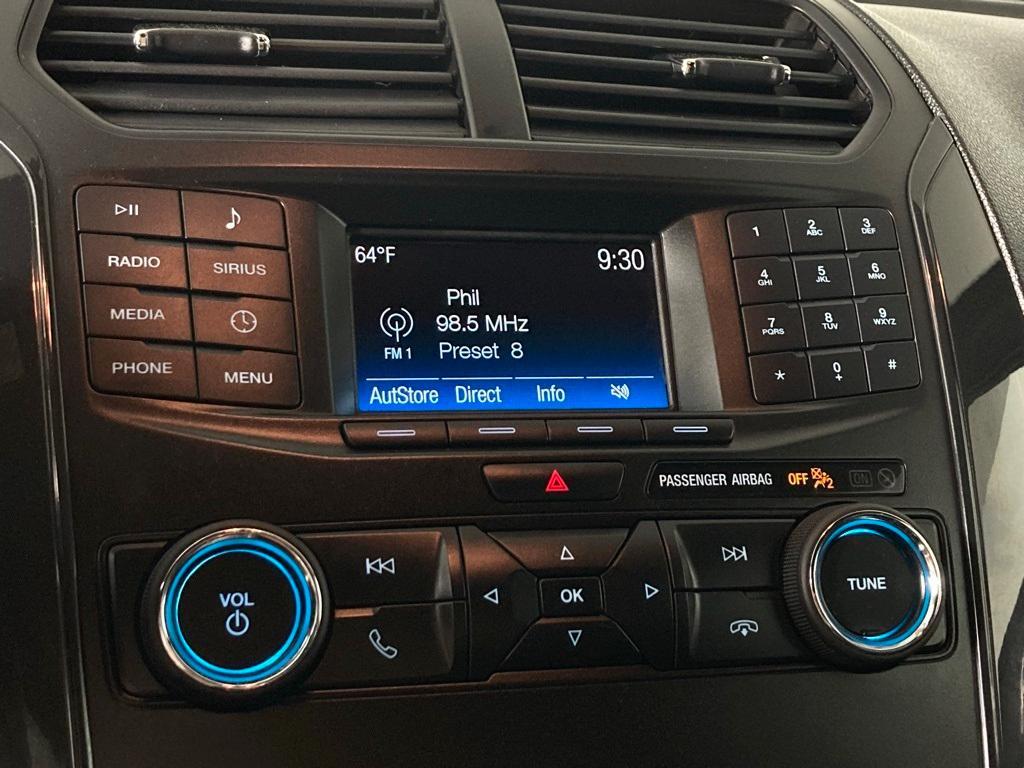 RADIO
SIRIUS
MEDIA
PHONE
MENU
64°F
9:30
Phil
98.5 MHz
FM 1
Preset 8
AutStore Direct Info
1
2 ABC
3 DEF
4 GHI
5 JKL
6 MNO
7 PQRS
8 TUV
9 WXYZ
*
0 +
#
PASSENGER AIRBAG OFF 2 ON
VOL
OK
TUNE